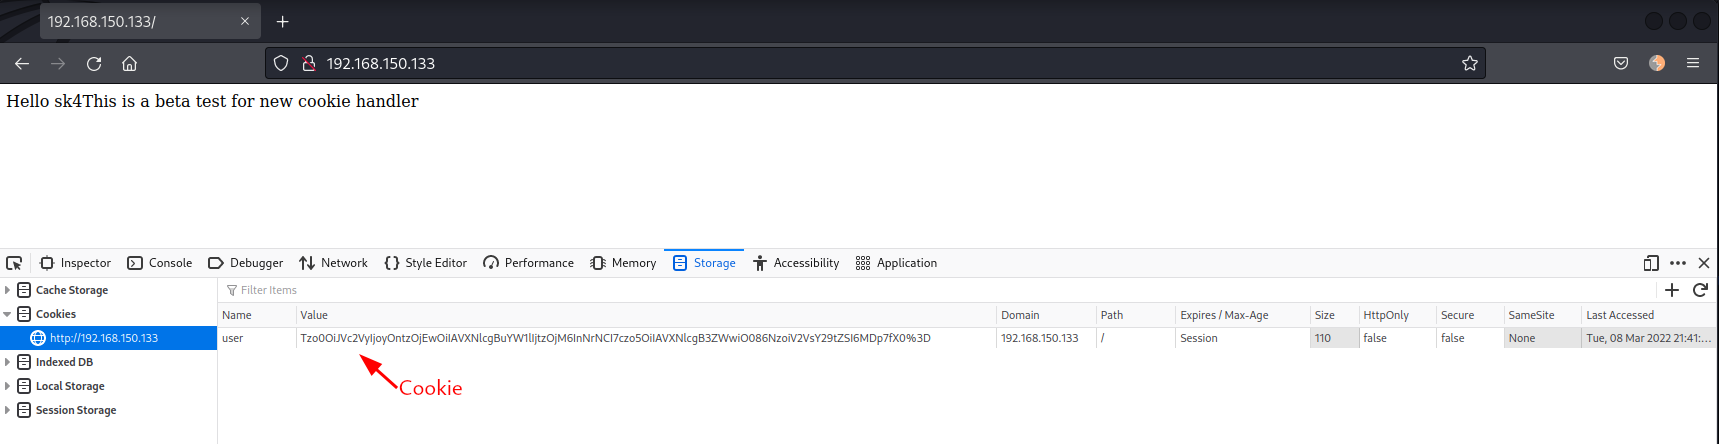 192.168.150.133/
192.168.150.133
Hello sk4This is a beta test for new cookie handler
Inspector Console Debugger Network Style Editor Performance Memory Storage Accessibility Application
Cache Storage
Filter Items
Cookies
Name Value Domain Path Expires / Max-Age Size HttpOnly Secure SameSite Last Accessed
http://192.168.150.133
user Tzo0OiJVc2VyIjoyOntzOjEwOiIAVXNlcgBuYW1lIjtzOjM6InNrNCI7czo5OiIAVXNlcgB3ZWwiO086NzoiV2VsY29tZSI6MDp7fX0%3D 192.168.150.133 / Session 110 false false None Tue, 08 Mar 2022 21:41:...
Indexed DB
Local Storage
Cookie
Session Storage